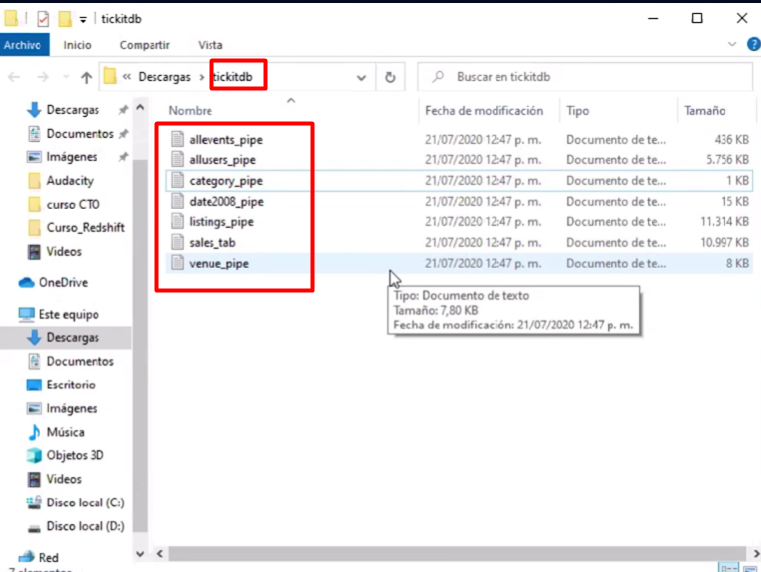 tickitdb
Archivo Inicio Compartir Vista
« Descargas › tickitdb Buscar en tickitdb
Nombre Fecha de modificación Tipo Tamaño
Descargas
Documentos
Imágenes
Audacity
curso CTO
Curso_Redshift
Videos
OneDrive
Este equipo
Descargas
Documentos
Escritorio
Imágenes
Música
Objetos 3D
Videos
Disco local (C:)
Disco local (D:)
Red
allevents_pipe 21/07/2020 12:47 p. m. Documento de te... 436 KB
allusers_pipe 21/07/2020 12:47 p. m. Documento de te... 5.756 KB
category_pipe 21/07/2020 12:47 p. m. Documento de te... 1 KB
date2008_pipe 21/07/2020 12:47 p. m. Documento de te... 15 KB
listings_pipe 21/07/2020 12:47 p. m. Documento de te... 11.314 KB
sales_tab 21/07/2020 12:47 p. m. Documento de te... 10.997 KB
venue_pipe 21/07/2020 12:47 p. m. Documento de te... 8 KB
Tipo: Documento de texto
Tamaño: 7,80 KB
Fecha de modificación: 21/07/2020 12:47 p. m.
7 elementos